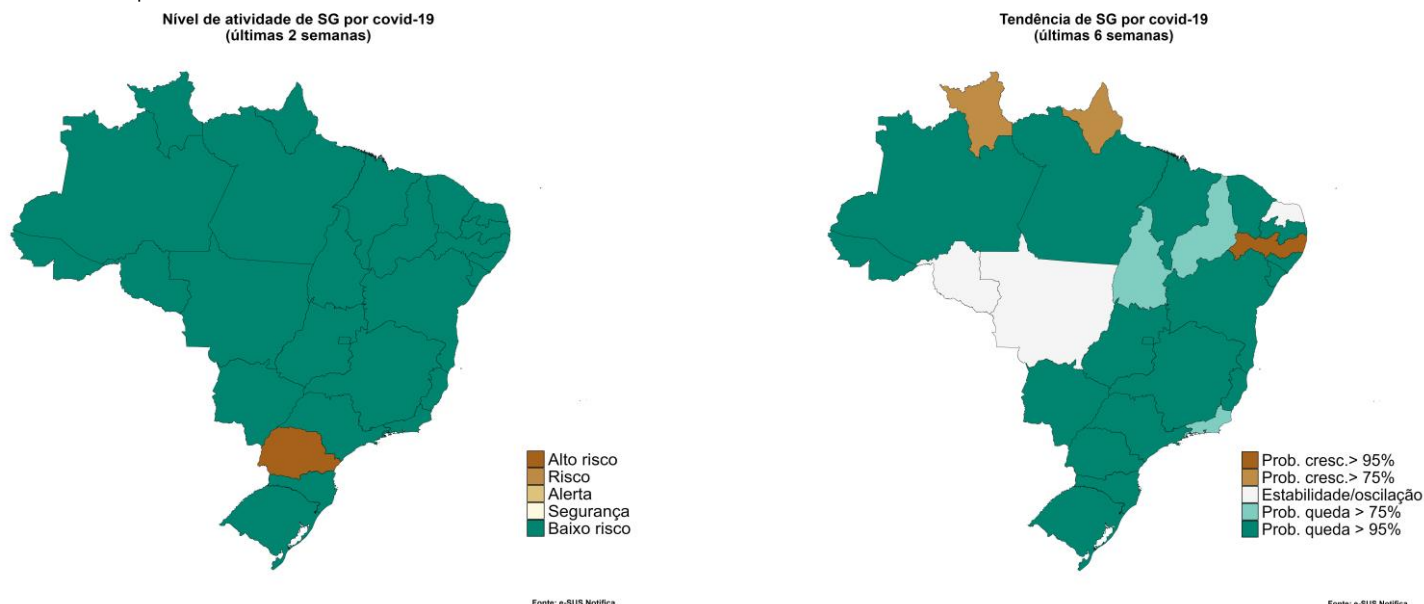 Nível de atividade de SG por covid-19
(últimas 2 semanas)
Alto risco
Risco
Alerta
Segurança
Baixo risco
Fonte: e-SUS Notifica
Tendência de SG por covid-19
(últimas 6 semanas)
Prob. cresc.> 95%
Prob. cresc.> 75%
Estabilidade/oscilação
Prob. queda > 75%
Prob. queda > 95%
Fonte: e-SUS Notifica